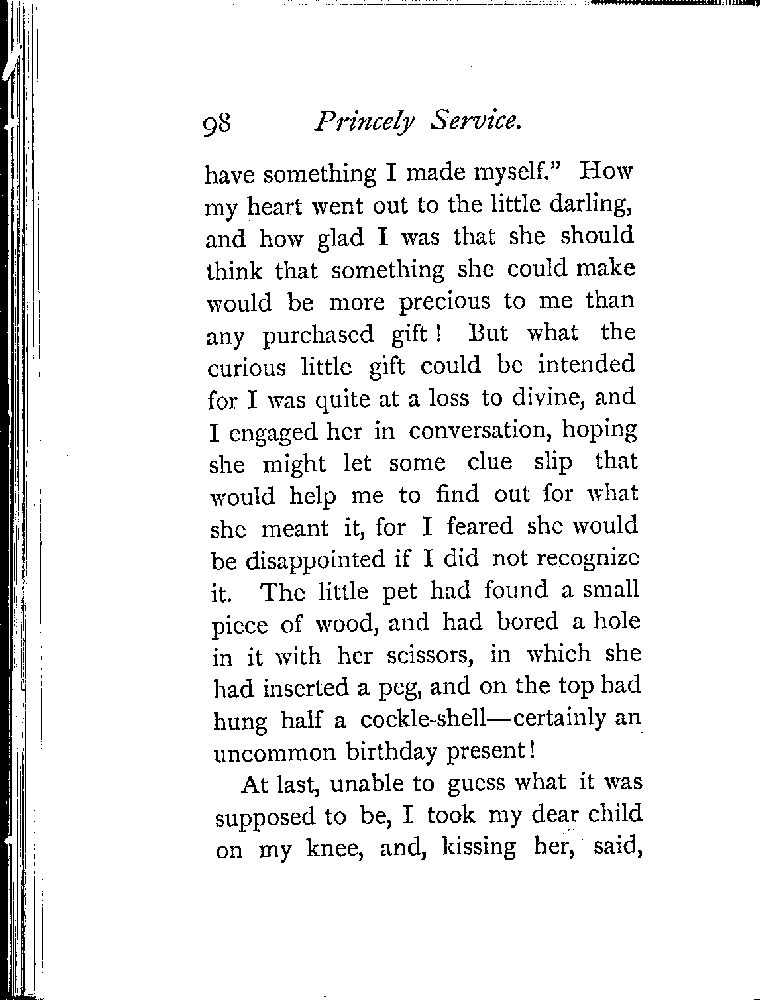 98 Princely Service.
have something I made myself.” How
my heart went out to the little darling,
and how glad I was that she should
think that something she could make
would be more precious to me than
any purchased gift! But what the
curious little gift could be intended
for I was quite at a loss to divine, and
I engaged her in conversation, hoping
she might let some clue slip that
would help me to find out for what
she meant it, for I feared she would
be disappointed if I did not recognize
it. The little pet had found a small
piece of wood, and had bored a hole
in it with her scissors, in which she
had inserted a peg, and on the top had
hung half a cockle-shell—certainly an
uncommon birthday present!
At last, unable to guess what it was
supposed to be, I took my dear child
on my knee, and, kissing her, said,